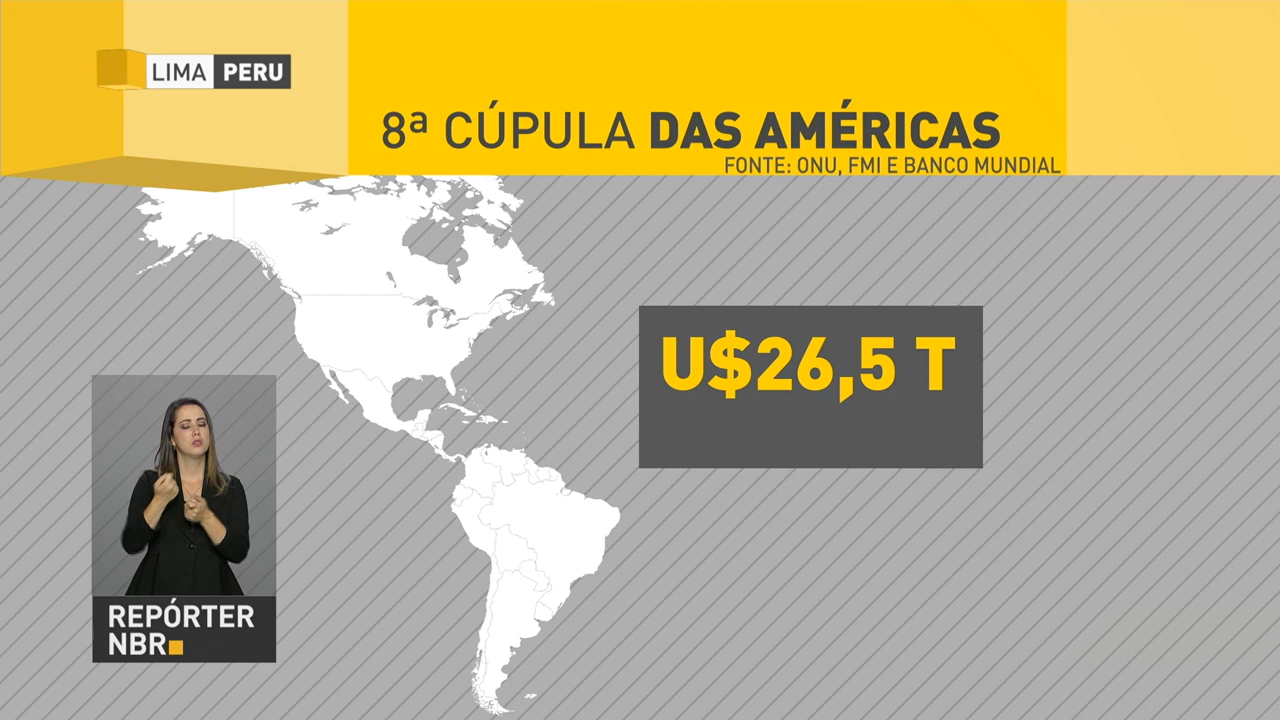 LIMA PERU
8ª CÚPULA DAS AMÉRICAS
FONTE: ONU, FMI E BANCO MUNDIAL
U$26,5 T
REPÓRTER
NBR